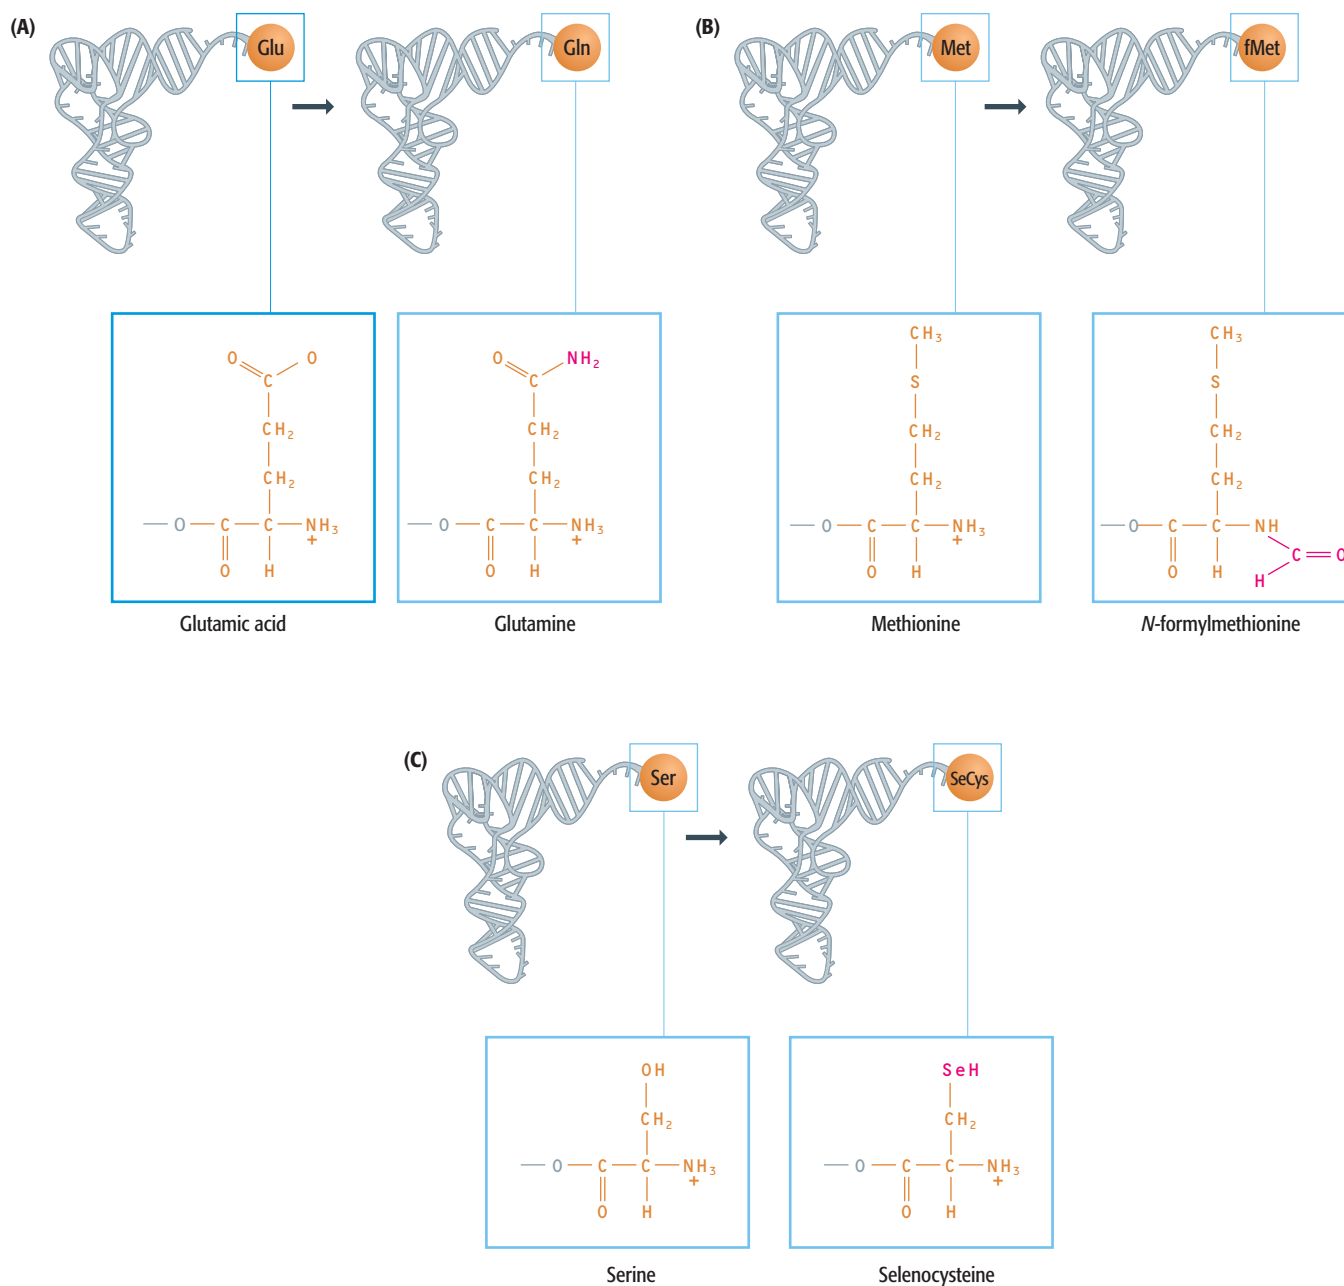 (A) Glu Gln (B) Met fMet
CH3 CH3
O O O NH2
C C S S
CH2 CH2 CH2 CH2
CH2 CH2 CH2 CH2
O C C NH3 + O C C NH3 + O C C NH3 + O C C NH
C O
H
O H O H O H O H
Glutamic acid Glutamine Methionine N-formylmethionine
(C) Ser SeCys
OH SeH
CH2 CH2
O C C NH3 + O C C NH3 +
O H O H
Serine Selenocysteine